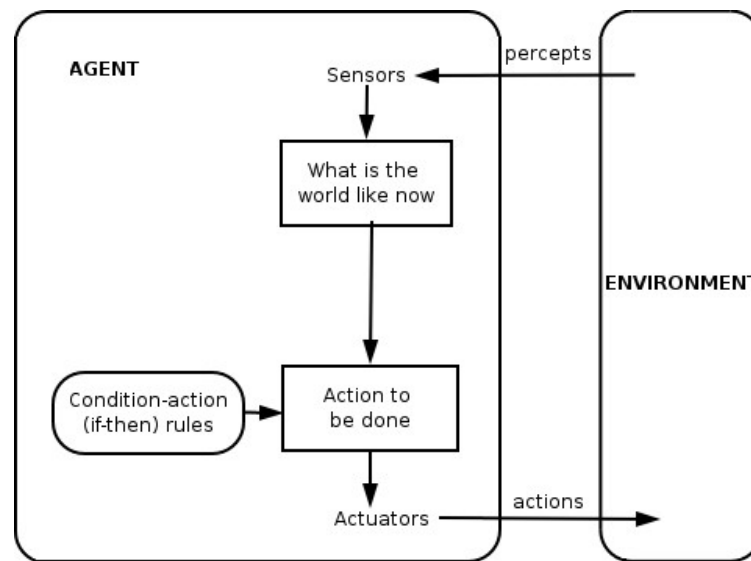 AGENT
Sensors
percepts
What is the
world like now
ENVIRONMENT
Condition-action
(if-then) rules
Action to
be done
Actuators
actions